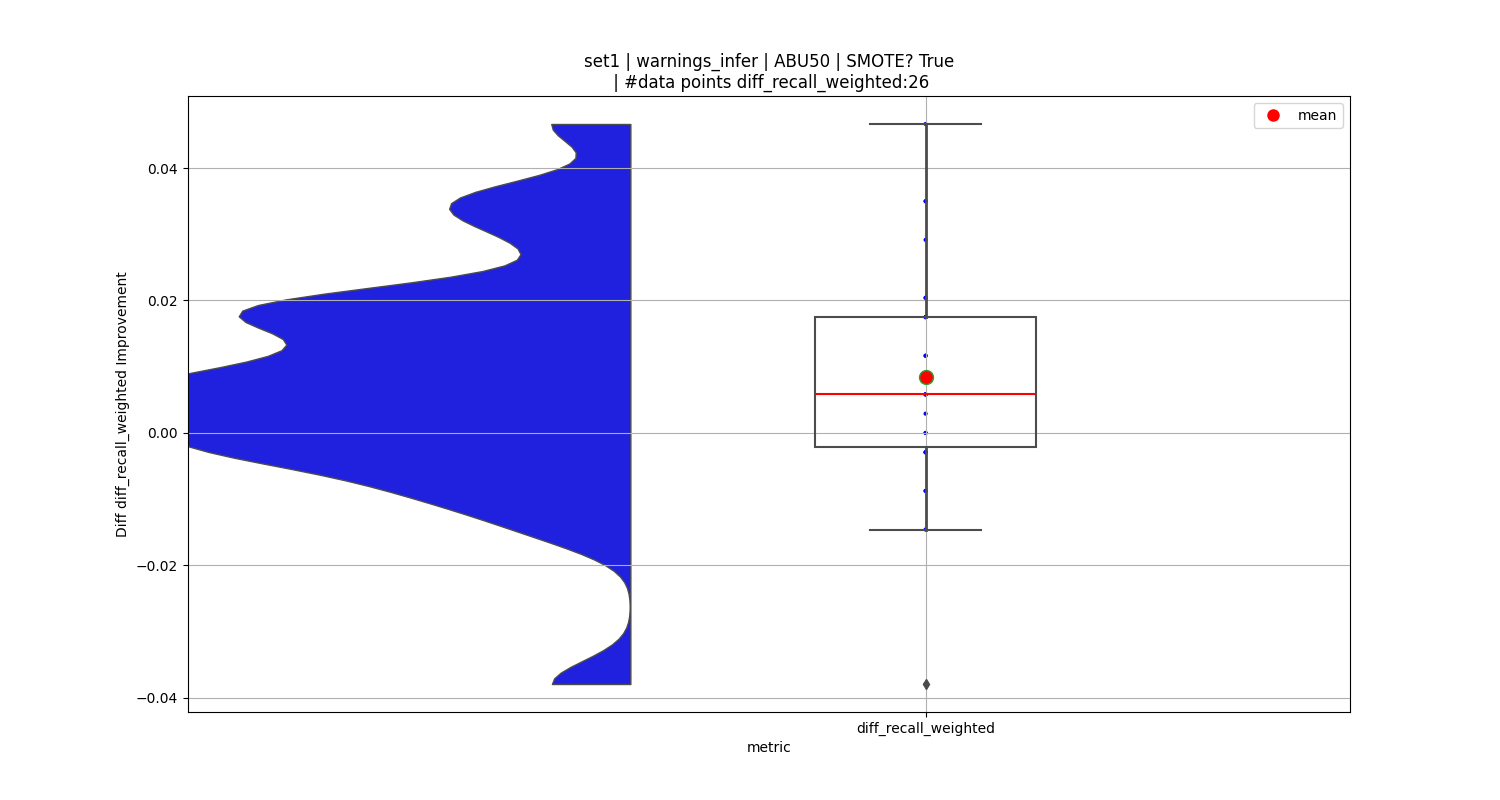 set1 | warnings_infer | ABU50 | SMOTE? True
| #data points diff_recall_weighted:26
mean
0.04
0.02
0.00
−0.02
−0.04
Diff diff_recall_weighted Improvement
diff_recall_weighted
metric